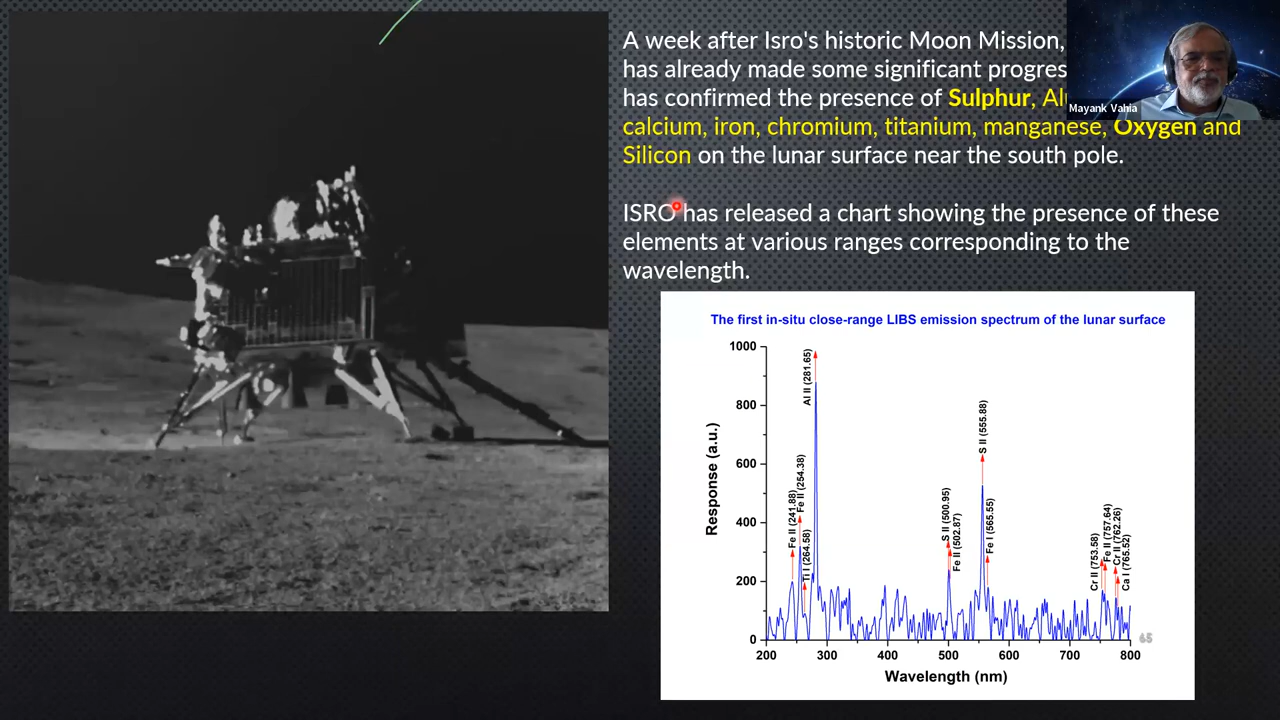 A week after Isro's historic Moon Mission,
has already made some significant
has confirmed the presence of Sulphur,
calcium, iron, chromium, titanium, manganese, Oxygen and
Silicon on the lunar surface near the south pole.
ISRO has released a chart showing the presence of these
elements at various ranges corresponding to the
wavelength.
Mayank Vahia
The first in-situ close-range LIBS emission spectrum of the lunar surface
Response (a.u.)
1000
800
600
400
200
0
Fe II (241.88)
Fe II (254.38)
Ti I (264.58)
Al II (281.65)
S II (500.95)
Fe II (502.87)
S II (555.88)
Fe I (565.55)
Cr II (753.58)
Fe II (757.64)
Cr II (762.26)
Ca I (765.52)
200 300 400 500 600 700 800
Wavelength (nm)
65